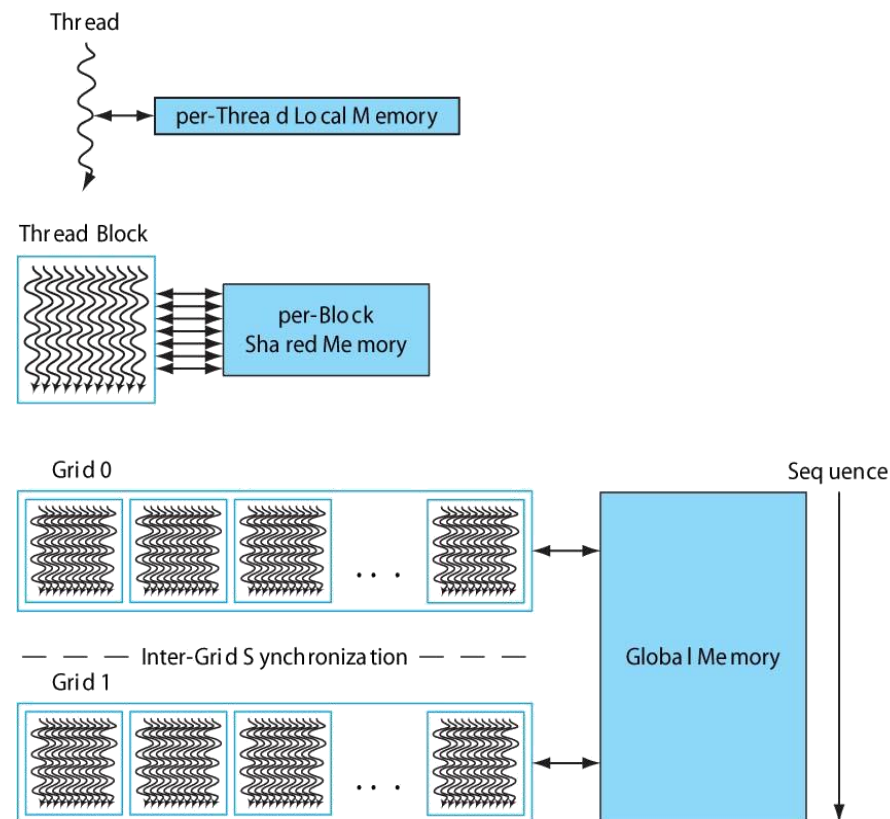 Thread
per-Thread Local Memory
Thread Block
per-Block
Shared Memory
Grid 0
Sequence
. . .
Inter-Grid Synchronization
Global Memory
Grid 1
. . .